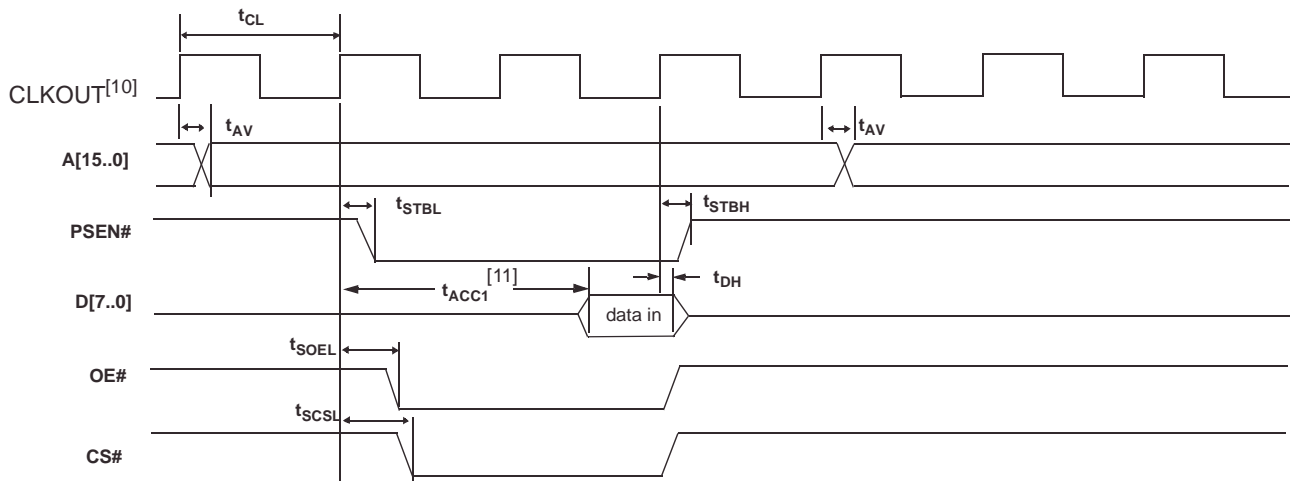 tCL
CLKOUT[10]
tAV
tAV
A[15..0]
tSTBL
tSTBH
PSEN#
[11]
tACC1
tDH
D[7..0]
data in
tSOEL
OE#
tSCSL
CS#